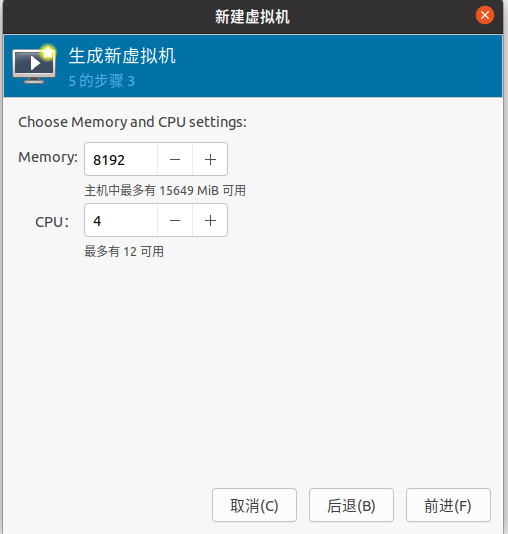 新建虚拟机
生成新虚拟机
5 的步骤 3
Choose Memory and CPU settings:
Memory: 8192
主机中最多有 15649 MiB 可用
CPU： 4
最多有 12 可用
取消(C) 后退(B) 前进(F)